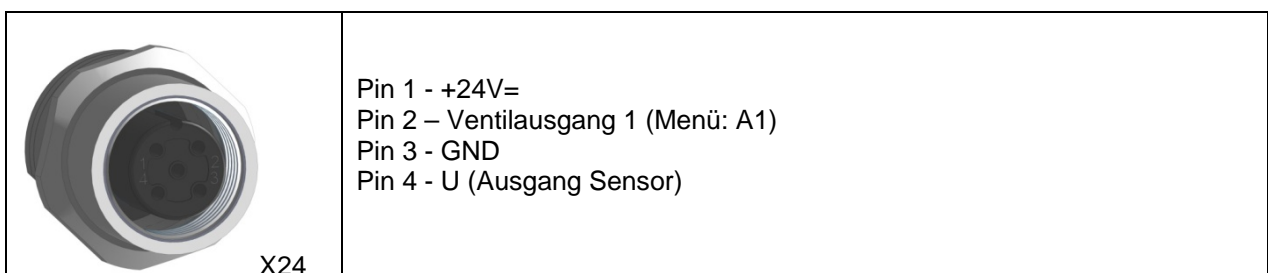 Pin 1 - +24V=
Pin 2 – Ventilausgang 1 (Menü: A1)
Pin 3 - GND
Pin 4 - U (Ausgang Sensor)
X24